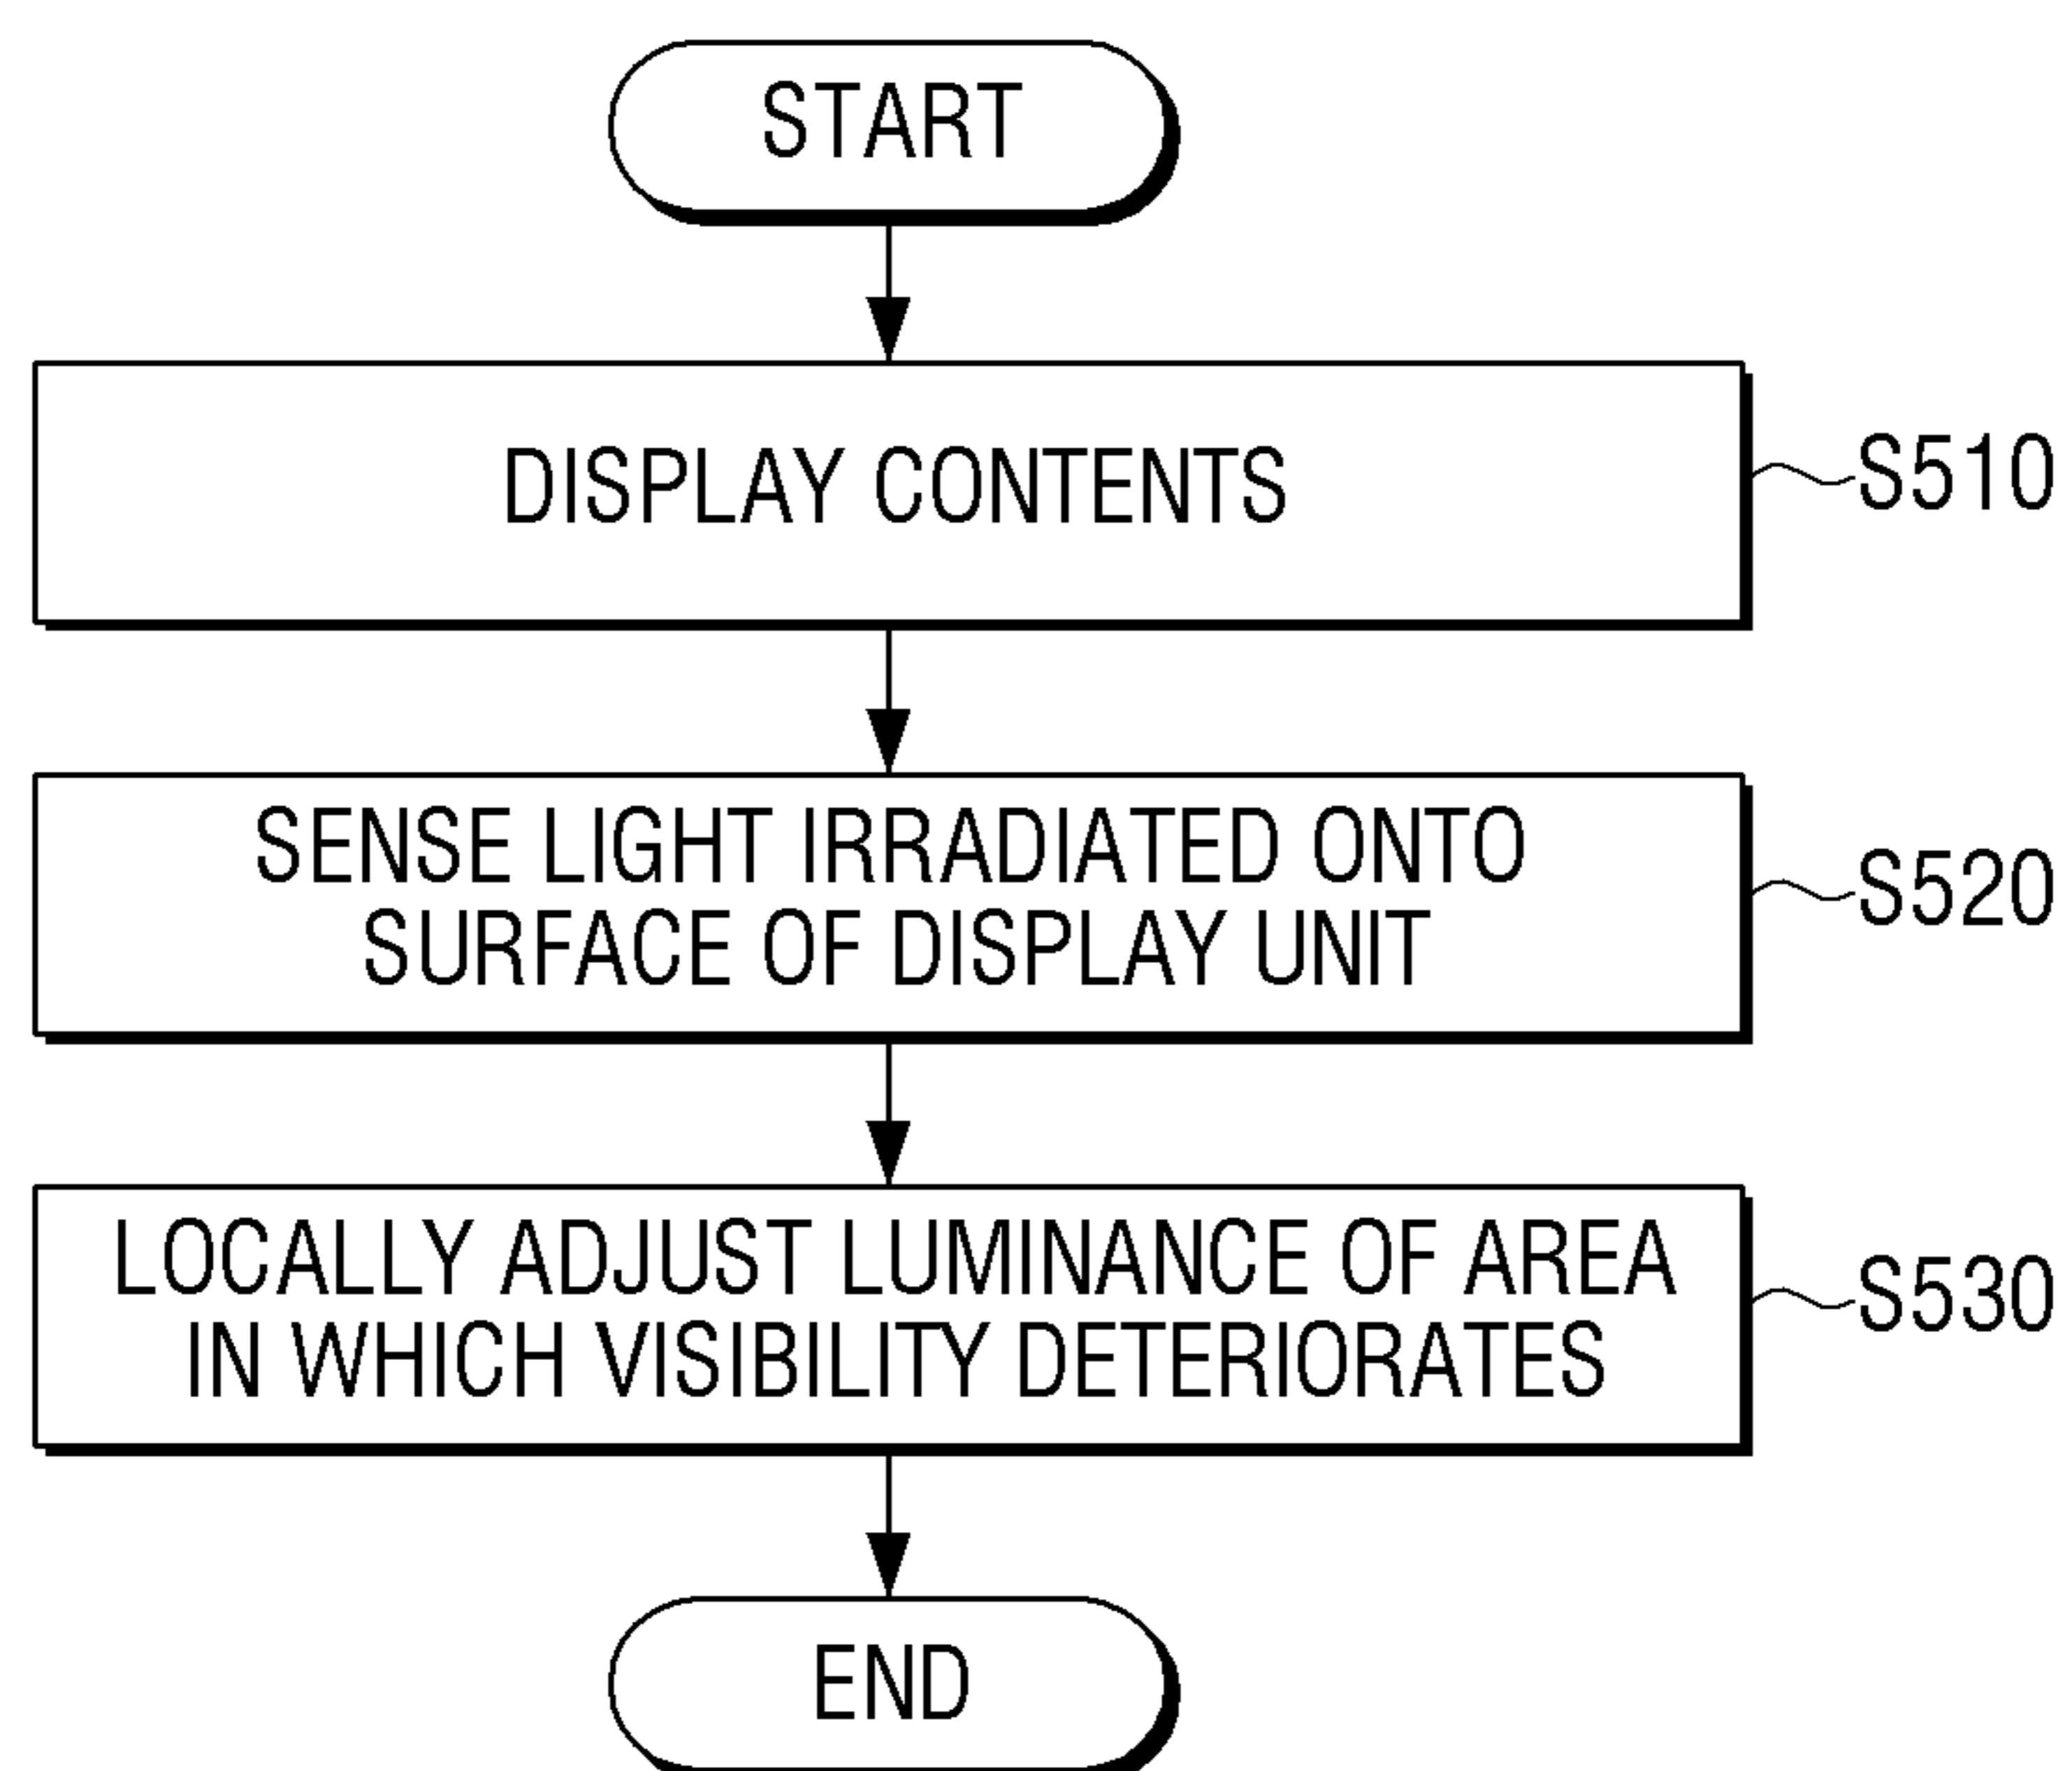 START
DISPLAY CONTENTS
S510
SENSE LIGHT IRRADIATED ONTO
SURFACE OF DISPLAY UNIT
S520
LOCALLY ADJUST LUMINANCE OF AREA
IN WHICH VISIBILITY DETERIORATES
S530
END